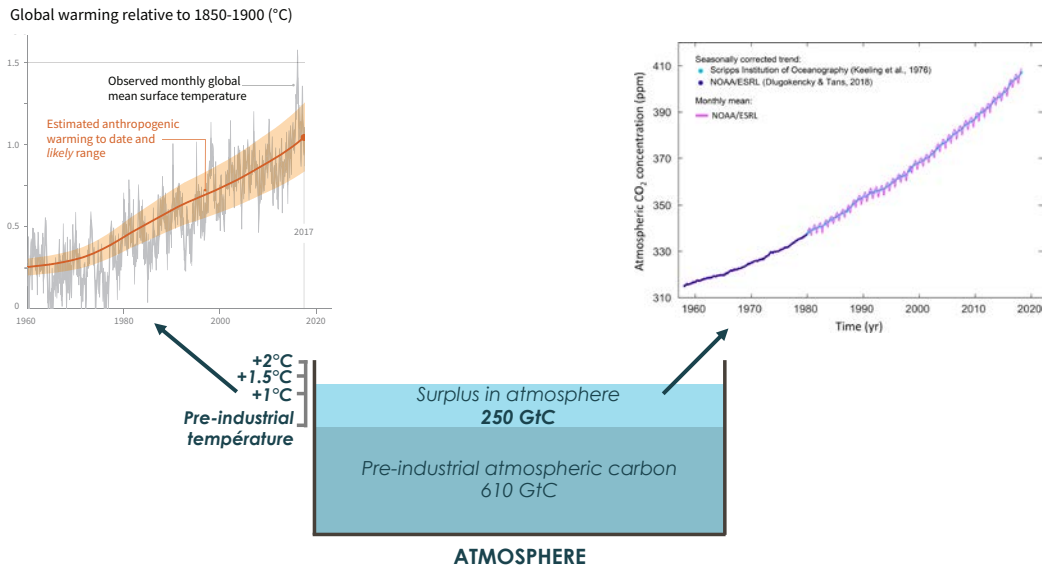 Global warming relative to 1850-1900 (°C)
1.5
1.0
0.5
0
1960
1980
2000
2020
Observed monthly global
mean surface temperature
Estimated anthropogenic
warming to date and
likely range
2017
Atmospheric CO₂ concentration (ppm)
410
390
370
350
330
310
Seasonally corrected trend:
Scripps Institution of Oceanography (Keeling et al., 1976)
NOAA/ESRL (Dlugokencky & Tans, 2018)
Monthly mean:
NOAA/ESRL
1960
1970
1980
1990
2000
2010
2020
Time (yr)
+2°C
+1.5°C
+1°C
Pre-industrial
température
Surplus in atmosphere
250 GtC
Pre-industrial atmospheric carbon
610 GtC
ATMOSPHERE